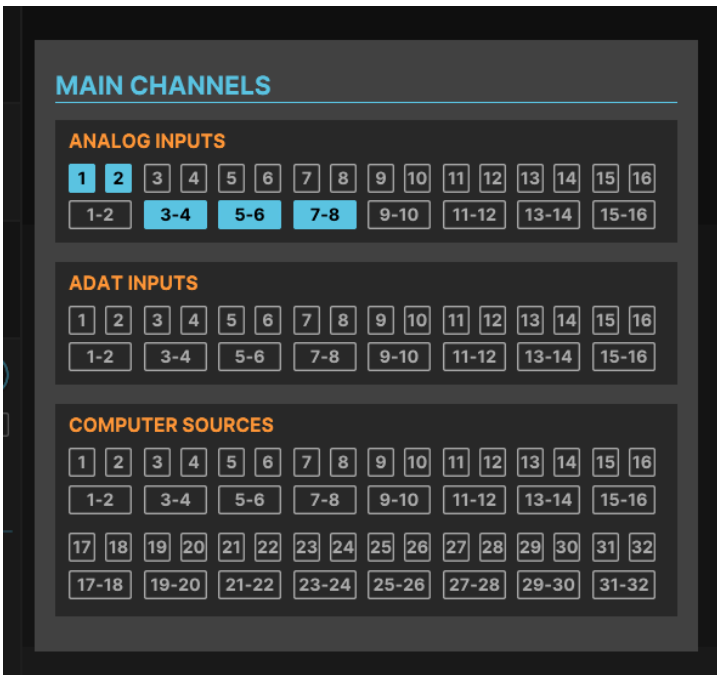 MAIN CHANNELS
ANALOG INPUTS
1 2 3 4 5 6 7 8 9 10 11 12 13 14 15 16
1-2 3-4 5-6 7-8 9-10 11-12 13-14 15-16
ADAT INPUTS
1 2 3 4 5 6 7 8 9 10 11 12 13 14 15 16
1-2 3-4 5-6 7-8 9-10 11-12 13-14 15-16
COMPUTER SOURCES
1 2 3 4 5 6 7 8 9 10 11 12 13 14 15 16
1-2 3-4 5-6 7-8 9-10 11-12 13-14 15-16
17 18 19 20 21 22 23 24 25 26 27 28 29 30 31 32
17-18 19-20 21-22 23-24 25-26 27-28 29-30 31-32